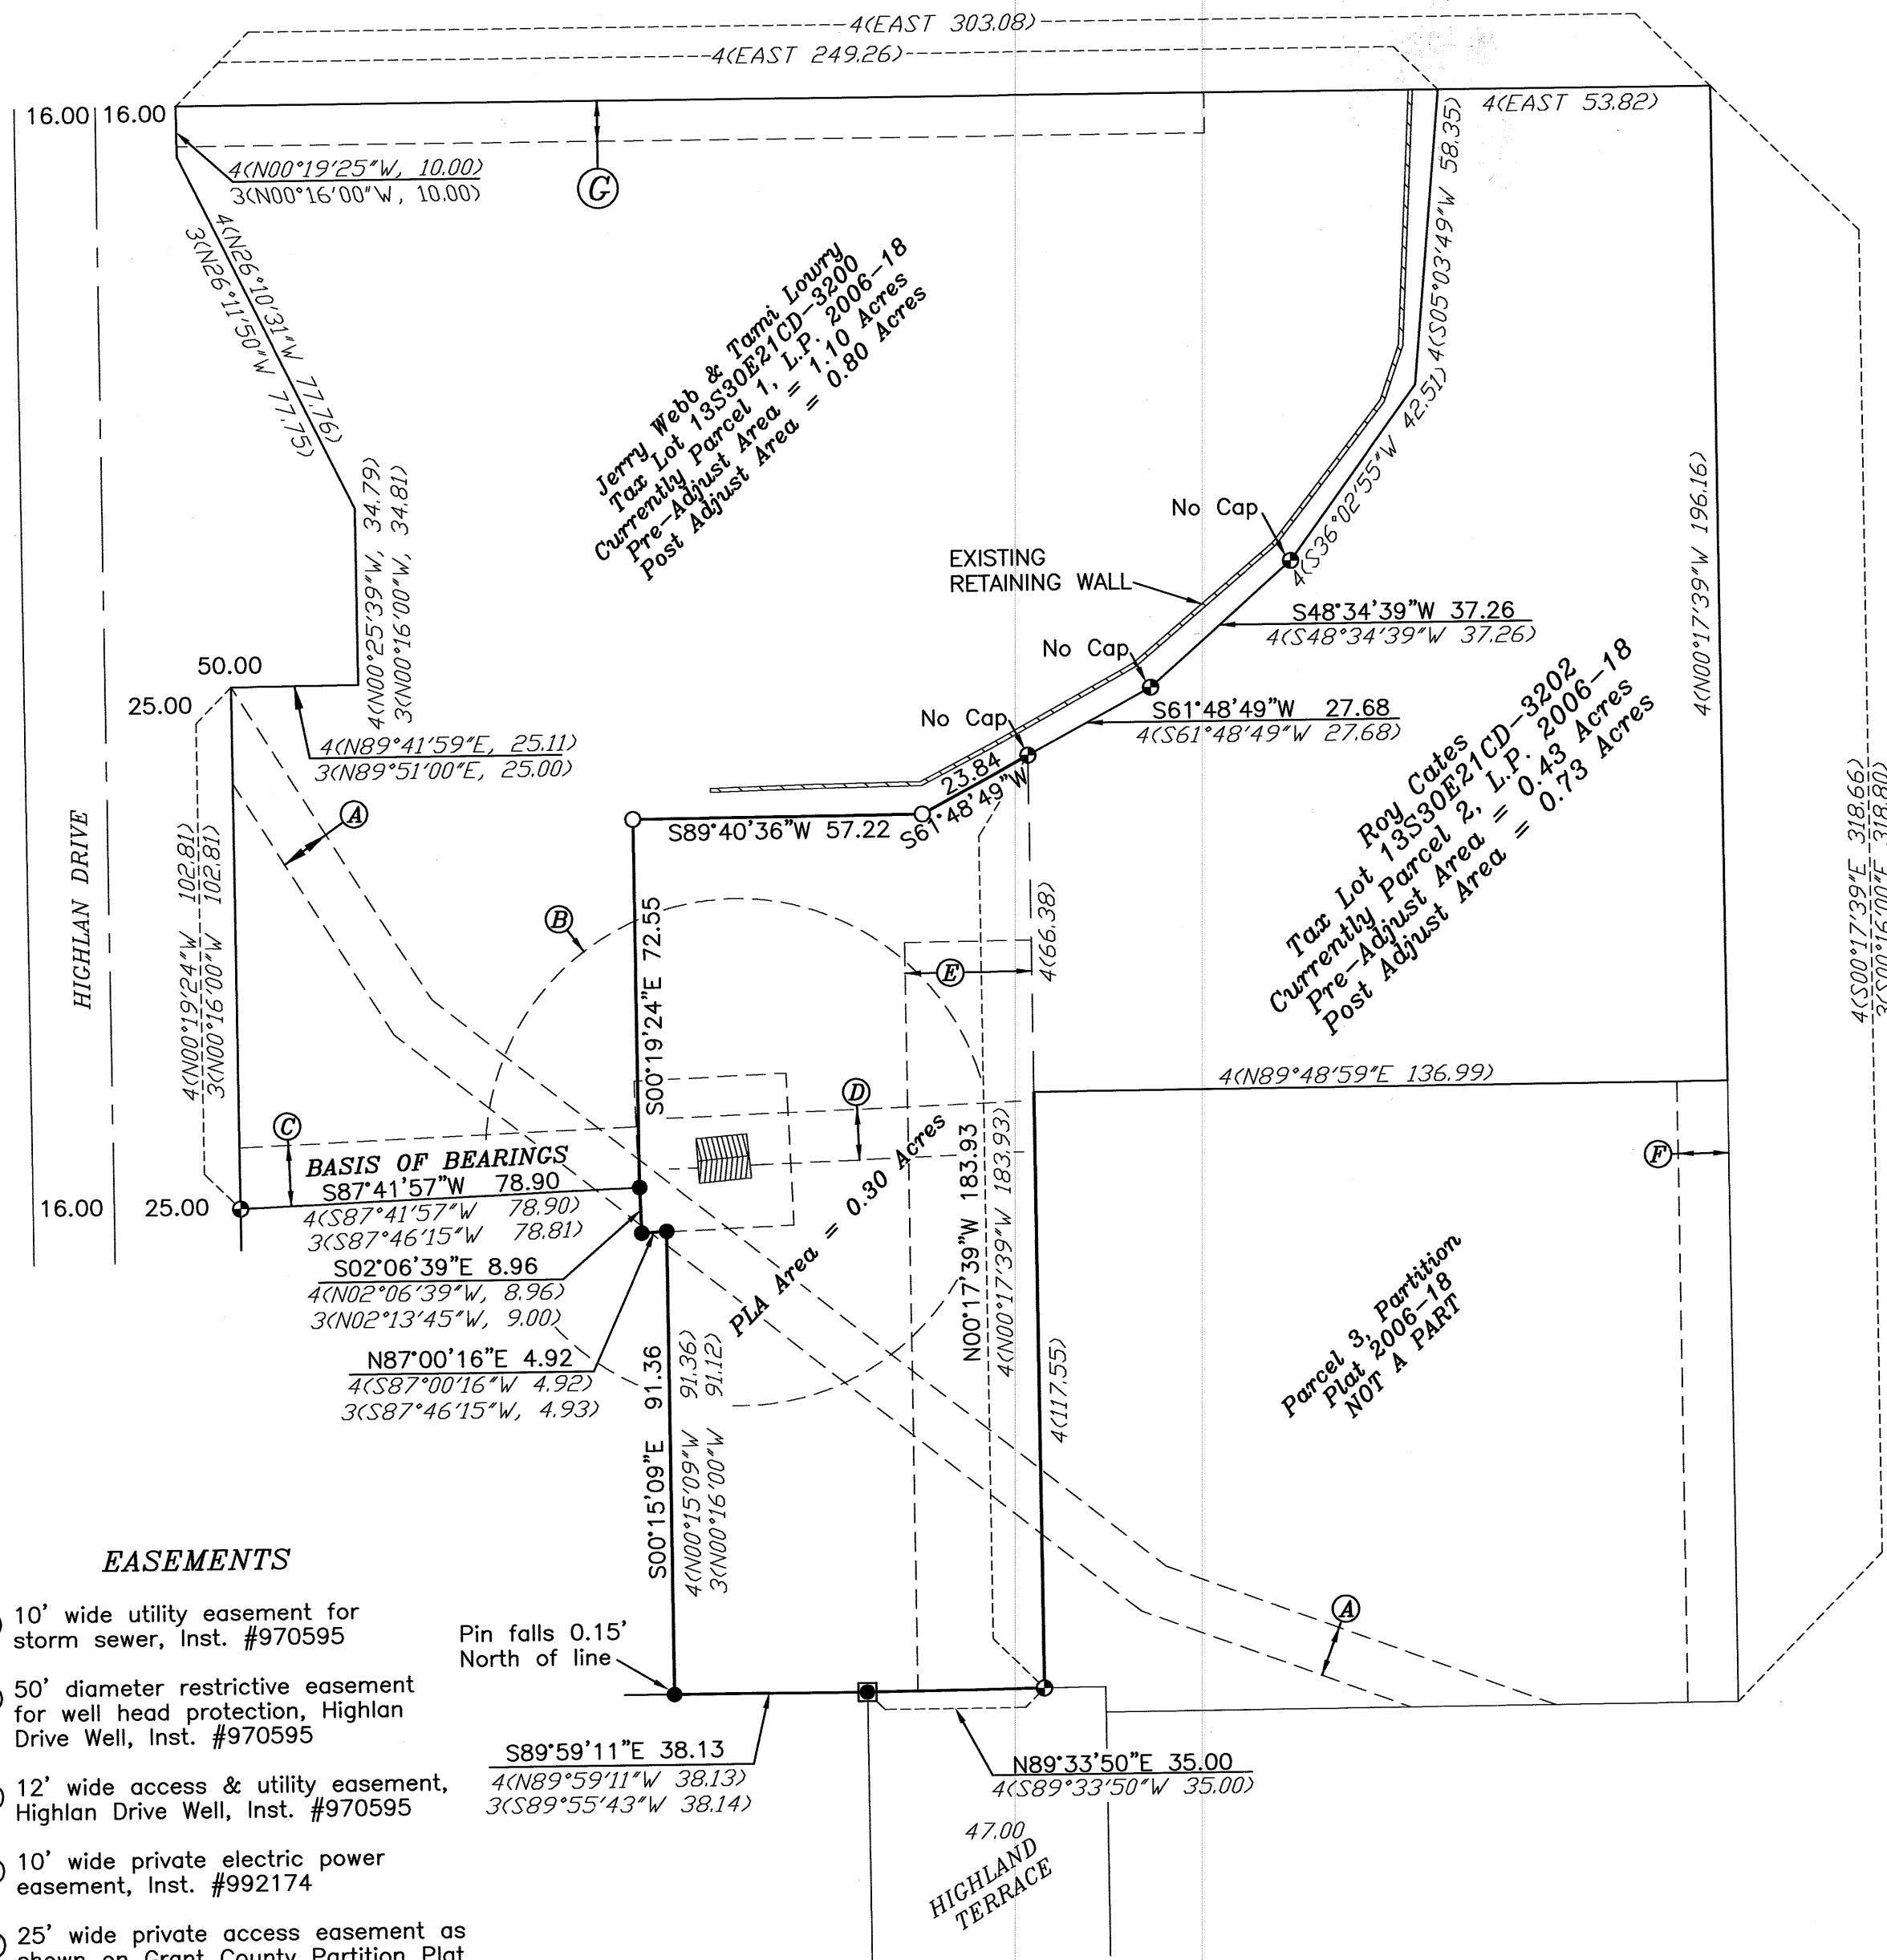 4(EAST 303.08)
4(EAST 249.26)
4(EAST 53.82)
16.00
16.00
4(N00°19'25"W, 10.00)
3(N00°16'00"W, 10.00)
G
4(N26°10'31"W 77.76)
3(N26°11'50"W 77.75)
4(S05°03'49"W 58.35)
Jerry Webb & Tami Lowry
Tax Lot 13S30E21CD-3200
Currently Parcel 1, L.P. 2006-18
Pre-Adjust Area = 1.10 Acres
Post Adjust Area = 0.80 Acres
4(S36°02'55"W 42.51)
4(N00°25'39"W, 34.79)
3(N00°16'00"W, 34.81)
4(N00°17'39"W 196.16)
No Cap
EXISTING
RETAINING WALL
S48°34'39"W 37.26
4(S48°34'39"W 37.26)
No Cap
50.00
25.00
S61°48'49"W 27.68
4(S61°48'49"W 27.68)
No Cap
4(N89°41'59"E, 25.11)
3(N89°51'00"E, 25.00)
23.84
S61°48'49"W
S89°40'36"W 57.22
Roy Cates
Tax Lot 13S30E21CD-3202
Currently Parcel 2, L.P. 2006-18
Pre-Adjust Area = 0.43 Acres
Post Adjust Area = 0.73 Acres
4(S00°17'39"E 318.66)
3(S00°16'00"E 318.80)
HIGHLAN DRIVE
A
4(N00°19'24"W 102.81)
3(N00°16'00"W 102.81)
B
S00°19'24"E 72.55
E
4(66.38)
4(N89°48'59"E 136.99)
D
C
F
BASIS OF BEARINGS
S87°41'57"W 78.90
4(S87°41'57"W 78.90)
3(S87°46'15"W 78.81)
16.00
25.00
PLA Area = 0.30 Acres
N00°17'39"W 183.93
4(N00°17'39"W 183.93)
S02°06'39"E 8.96
4(N02°06'39"W, 8.96)
3(N02°13'45"W, 9.00)
N87°00'16"E 4.92
4(S87°00'16"W 4.92)
3(S87°46'15"W, 4.93)
S00°15'09"E 91.36
4(N00°15'09"W 91.36)
3(N00°16'00"W 91.12)
4(117.55)
Parcel 3, Partition
Plat 2006-18
NOT A PART
A
EASEMENTS
10' wide utility easement for
storm sewer, Inst. #970595
50' diameter restrictive easement
for well head protection, Highlan
Drive Well, Inst. #970595
12' wide access & utility easement,
Highlan Drive Well, Inst. #970595
10' wide private electric power
easement, Inst. #992174
25' wide private access easement as
shown on Grant County Partition Plat
Pin falls 0.15'
North of line
S89°59'11"E 38.13
4(N89°59'11"W 38.13)
3(S89°55'43"W 38.14)
N89°33'50"E 35.00
4(S89°33'50"W 35.00)
47.00
HIGHLAND
TERRACE